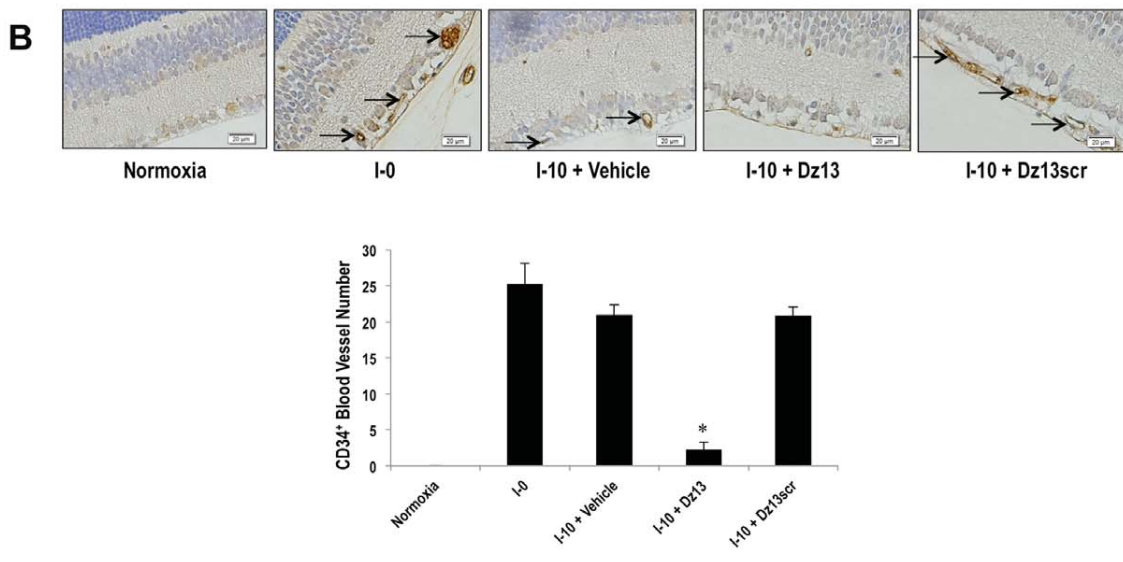 B
20 µm
20 µm
20 µm
20 µm
20 µm
Normoxia
I-0
I-10 + Vehicle
I-10 + Dz13
I-10 + Dz13scr
CD34⁺ Blood Vessel Number
30
25
20
15
10
5
0
*
Normoxia
I-0
I-10 + Vehicle
I-10 + Dz13
I-10 + Dz13scr